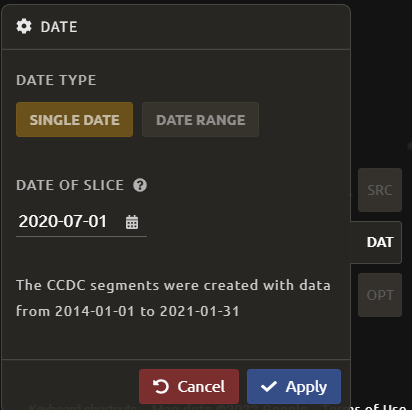 DATE
DATE TYPE
SINGLE DATE DATE RANGE
DATE OF SLICE
2020-07-01
SRC
DAT
OPT
The CCDC segments were created with data
from 2014-01-01 to 2021-01-31
Cancel Apply
Terms of Use